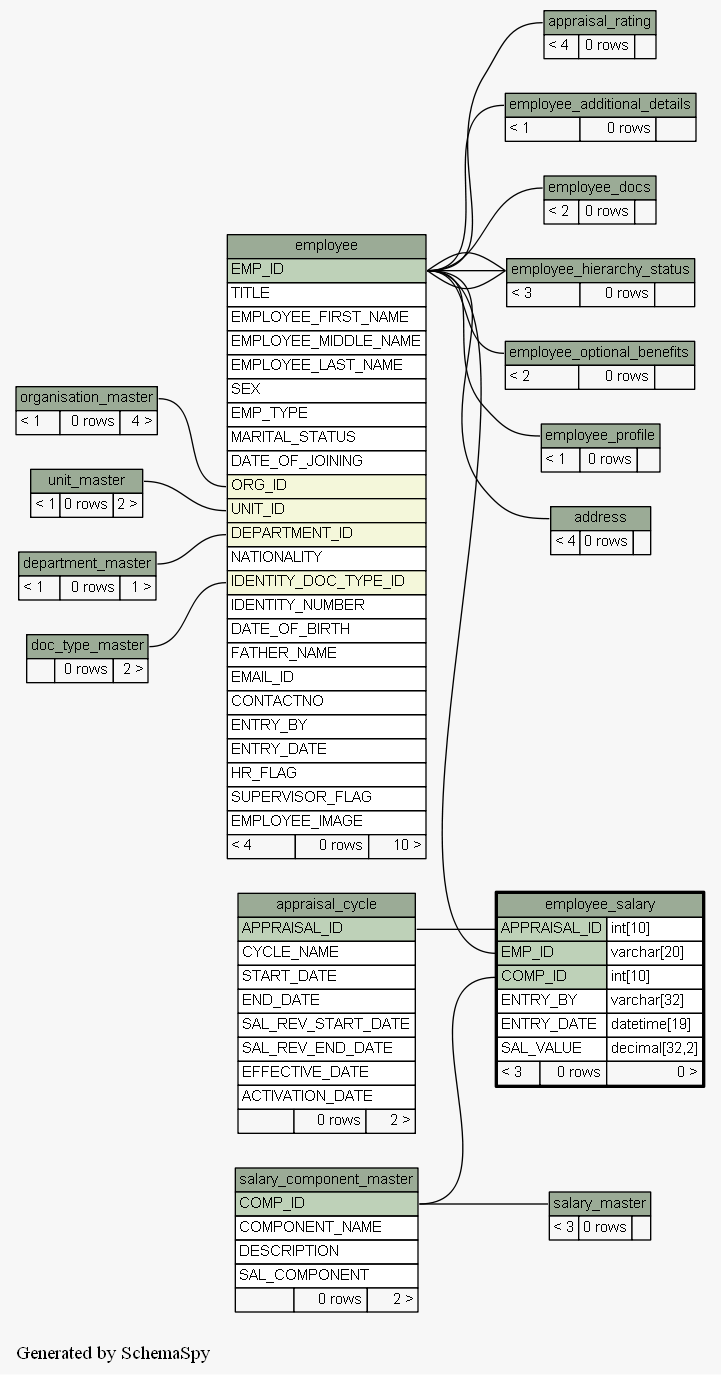 appraisal_rating
< 4 0 rows
employee_additional_details
< 1 0 rows
employee_docs
< 2 0 rows
employee_hierarchy_status
< 3 0 rows
employee_optional_benefits
< 2 0 rows
employee_profile
< 1 0 rows
address
< 4 0 rows
employee
EMP_ID
TITLE
EMPLOYEE_FIRST_NAME
EMPLOYEE_MIDDLE_NAME
EMPLOYEE_LAST_NAME
SEX
EMP_TYPE
MARITAL_STATUS
DATE_OF_JOINING
ORG_ID
UNIT_ID
DEPARTMENT_ID
NATIONALITY
IDENTITY_DOC_TYPE_ID
IDENTITY_NUMBER
DATE_OF_BIRTH
FATHER_NAME
EMAIL_ID
CONTACTNO
ENTRY_BY
ENTRY_DATE
HR_FLAG
SUPERVISOR_FLAG
EMPLOYEE_IMAGE
< 4 0 rows 10 >
organisation_master
< 1 0 rows 4 >
unit_master
< 1 0 rows 2 >
department_master
< 1 0 rows 1 >
doc_type_master
0 rows 2 >
appraisal_cycle
APPRAISAL_ID
CYCLE_NAME
START_DATE
END_DATE
SAL_REV_START_DATE
SAL_REV_END_DATE
EFFECTIVE_DATE
ACTIVATION_DATE
0 rows 2 >
employee_salary
APPRAISAL_ID int[10]
EMP_ID varchar[20]
COMP_ID int[10]
ENTRY_BY varchar[32]
ENTRY_DATE datetime[19]
SAL_VALUE decimal[32,2]
< 3 0 rows 0 >
salary_component_master
COMP_ID
COMPONENT_NAME
DESCRIPTION
SAL_COMPONENT
0 rows 2 >
salary_master
< 3 0 rows
Generated by SchemaSpy